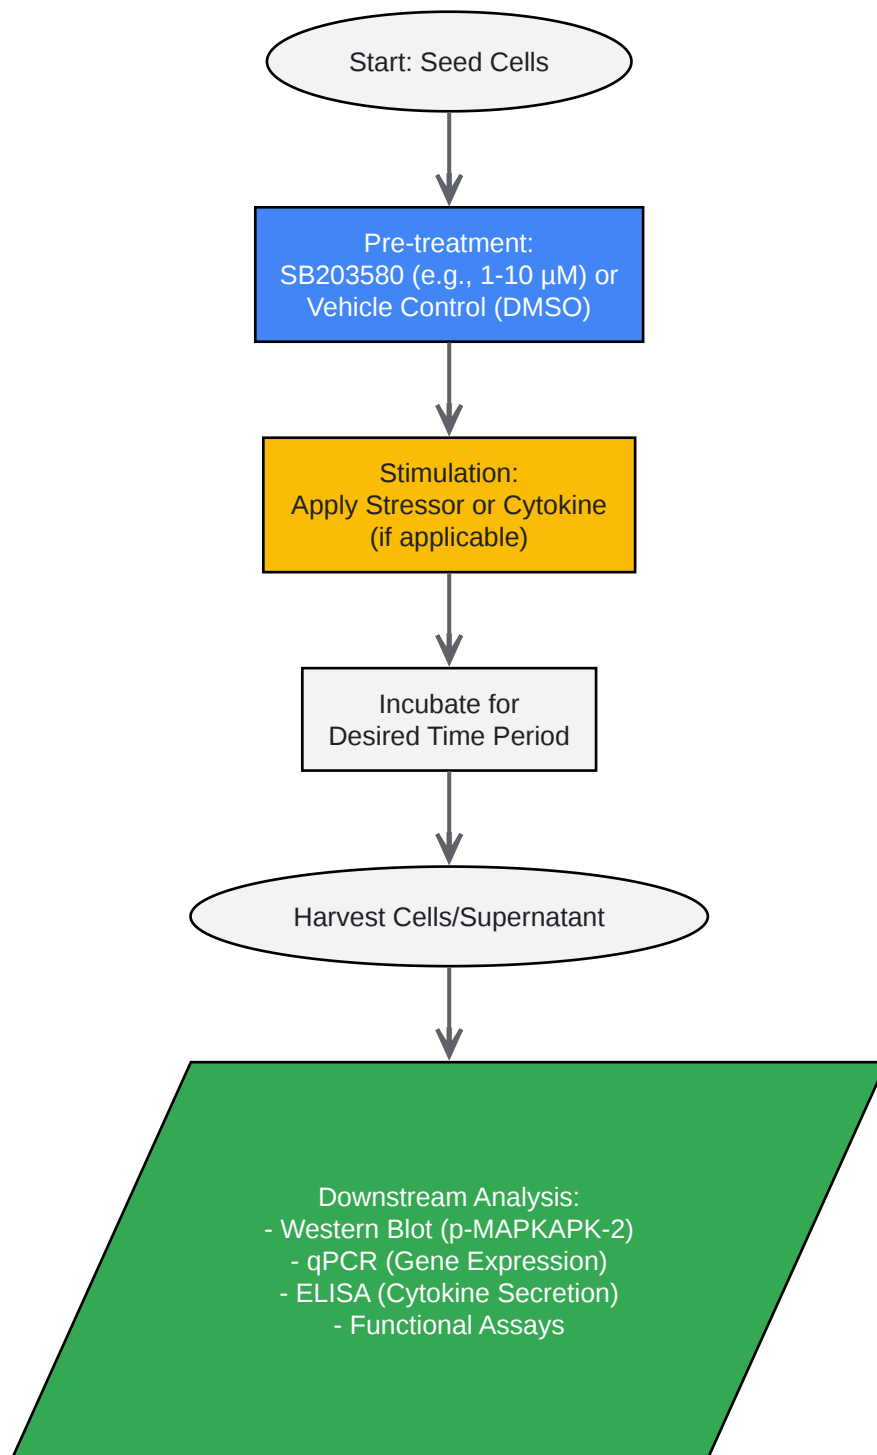 Start: Seed Cells
Pre-treatment:
SB203580 (e.g., 1-10 µM) or
Vehicle Control (DMSO)
Stimulation:
Apply Stressor or Cytokine
(if applicable)
Incubate for
Desired Time Period
Harvest Cells/Supernatant
Downstream Analysis:
- Western Blot (p-MAPKAPK-2)
- qPCR (Gene Expression)
- ELISA (Cytokine Secretion)
- Functional Assays